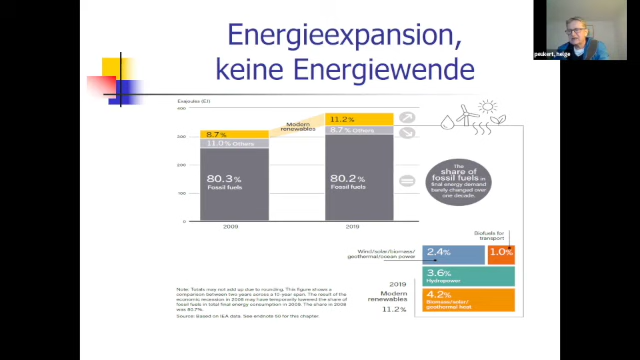 Energieexpansion,
keine Energiewende
peukert, helge
Exajoules (EJ)
400
300
200
100
0
8.7%
11.0% Others
80.3%
Fossil fuels
2009
Modern
renewables
11.2%
8.7% Others
80.2%
Fossil fuels
2019
The
share of
fossil fuels in
final energy demand
barely changed over
one decade.
Biofuels for
transport
Wind/solar/biomass/
geothermal/ocean power
2.4%
1.0%
3.6%
Hydropower
4.2%
Biomass/solar/
geothermal heat
2019
Modern
renewables
11.2%
Note: Totals may not add up due to rounding. This figure shows a
comparison between two years across a 10-year span. The result of the
economic recession in 2008 may have temporarily lowered the share of
fossil fuels in total final energy consumption in 2009. The share in 2008
was 80.7%.
Source: Based on IEA data. See endnote 50 for this chapter